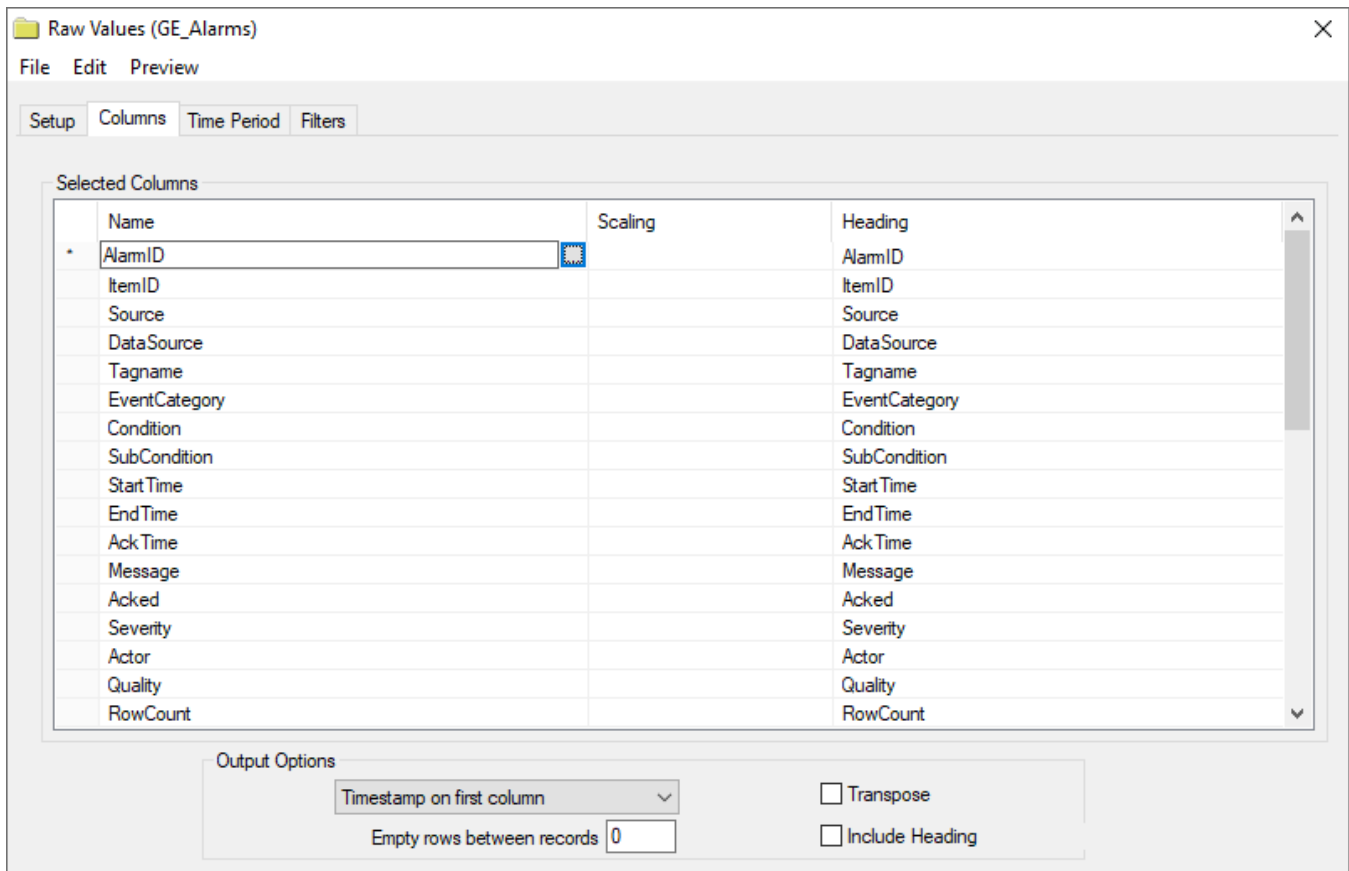 Raw Values (GE_Alarms)
File Edit Preview
Setup Columns Time Period Filters
Selected Columns
Name Scaling Heading
* AlarmID AlarmID
ItemID ItemID
Source Source
DataSource DataSource
Tagname Tagname
EventCategory EventCategory
Condition Condition
SubCondition SubCondition
StartTime StartTime
EndTime EndTime
AckTime AckTime
Message Message
Acked Acked
Severity Severity
Actor Actor
Quality Quality
RowCount RowCount
Output Options
Timestamp on first column Transpose
Empty rows between records 0 Include Heading